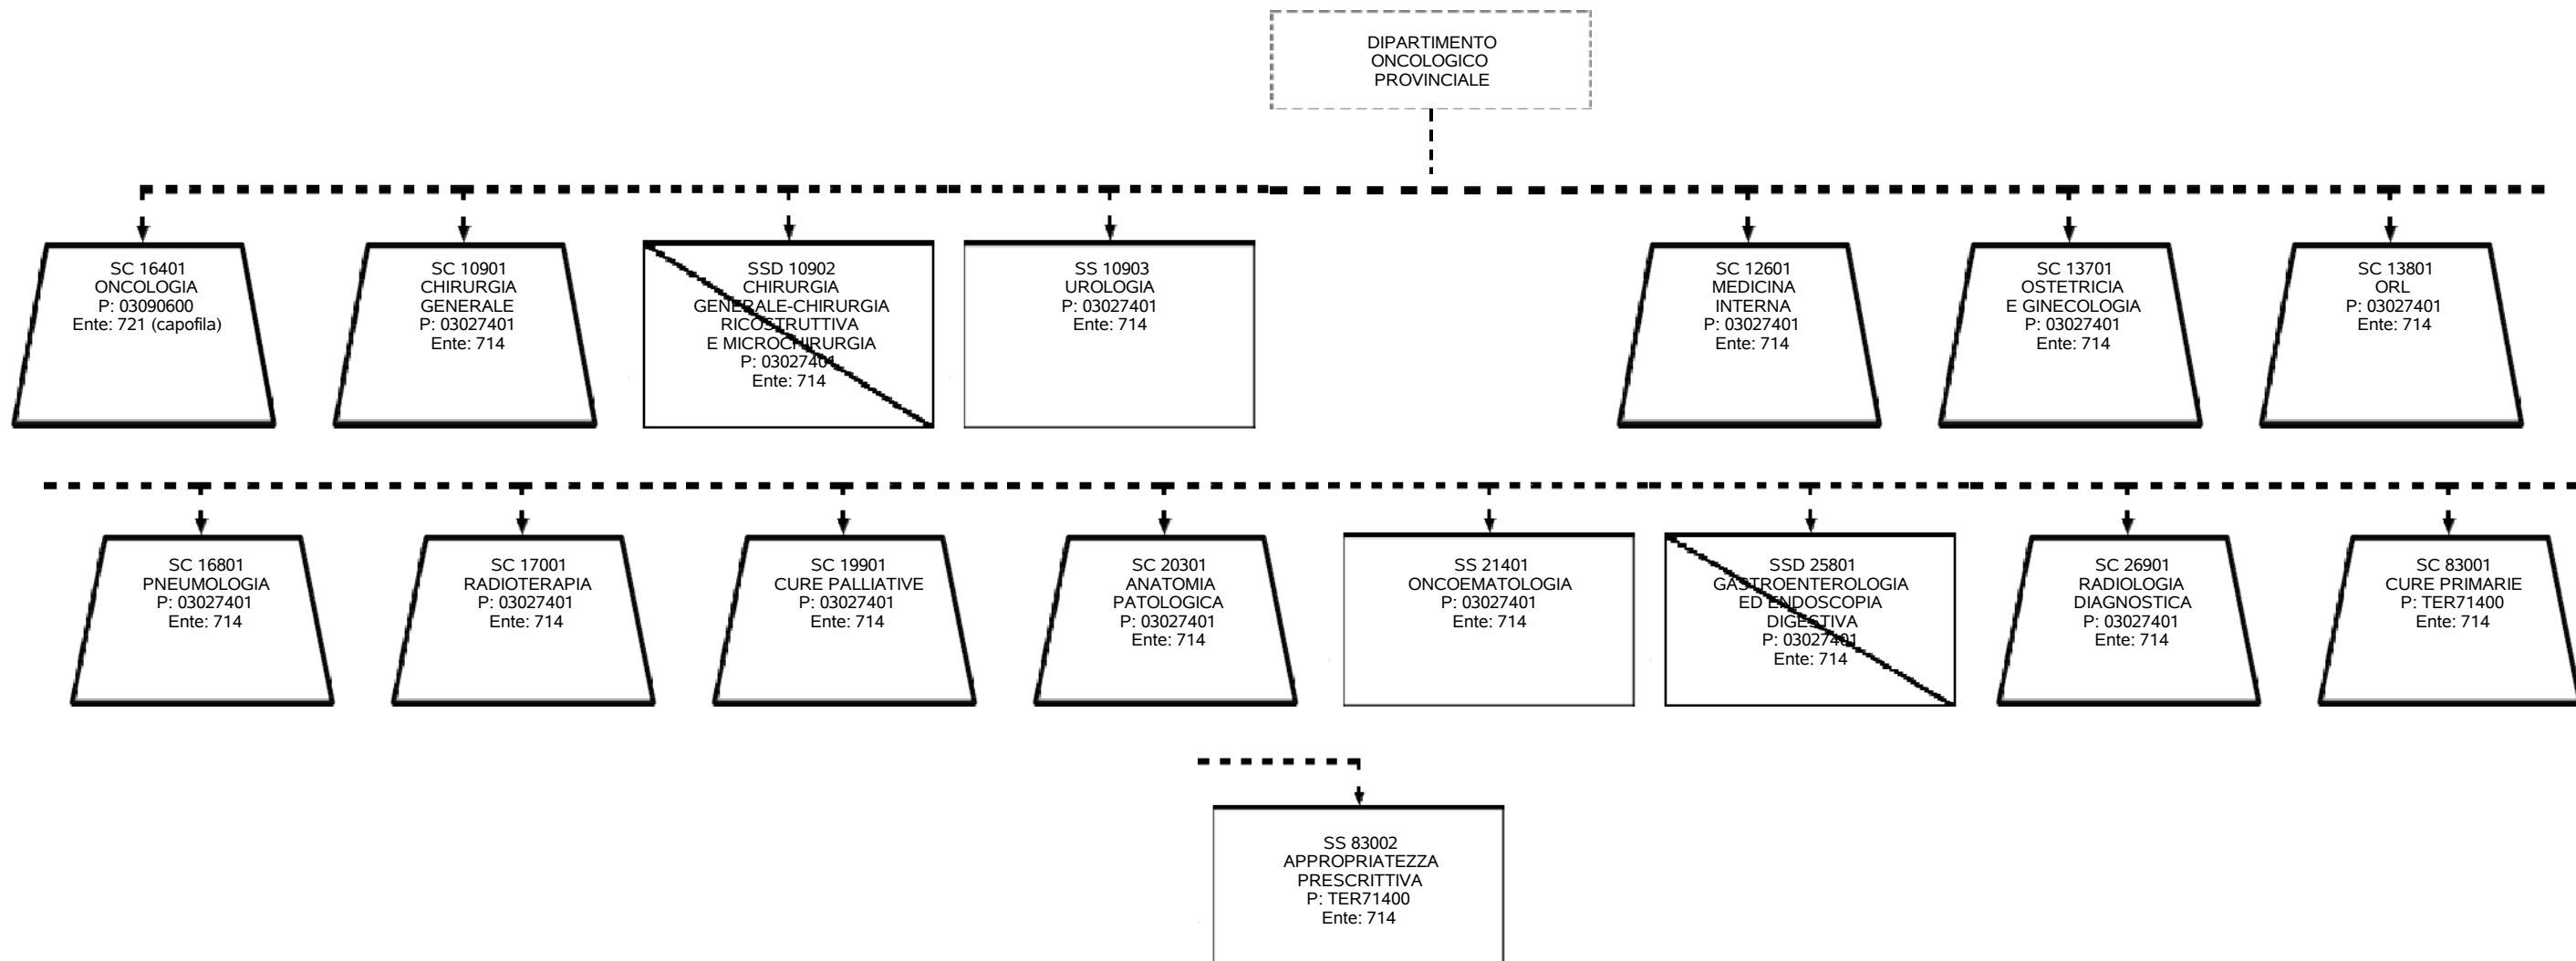 DIPARTIMENTO
ONCOLOGICO
PROVINCIALE
SC 16401
ONCOLOGIA
P: 03090600
Ente: 721 (capofila)
SC 10901
CHIRURGIA
GENERALE
P: 03027401
Ente: 714
SSD 10902
CHIRURGIA
GENERALE-CHIRURGIA
RICOSTRUTTIVA
E MICROCHIRURGIA
P: 03027401
Ente: 714
SS 10903
UROLOGIA
P: 03027401
Ente: 714
SC 12601
MEDICINA
INTERNA
P: 03027401
Ente: 714
SC 13701
OSTETRICIA
E GINECOLOGIA
P: 03027401
Ente: 714
SC 13801
ORL
P: 03027401
Ente: 714
SC 16801
PNEUMOLOGIA
P: 03027401
Ente: 714
SC 17001
RADIOTERAPIA
P: 03027401
Ente: 714
SC 19901
CURE PALLIATIVE
P: 03027401
Ente: 714
SC 20301
ANATOMIA
PATOLOGICA
P: 03027401
Ente: 714
SS 21401
ONCOEMATOLOGIA
P: 03027401
Ente: 714
SSD 25801
GASTROENTEROLOGIA
ED ENDOSCOPIA
DIGESTIVA
P: 03027401
Ente: 714
SC 26901
RADIOLOGIA
DIAGNOSTICA
P: 03027401
Ente: 714
SC 83001
CURE PRIMARIE
P: TER71400
Ente: 714
SS 83002
APPROPRIATEZZA
PRESCRITTIVA
P: TER71400
Ente: 714